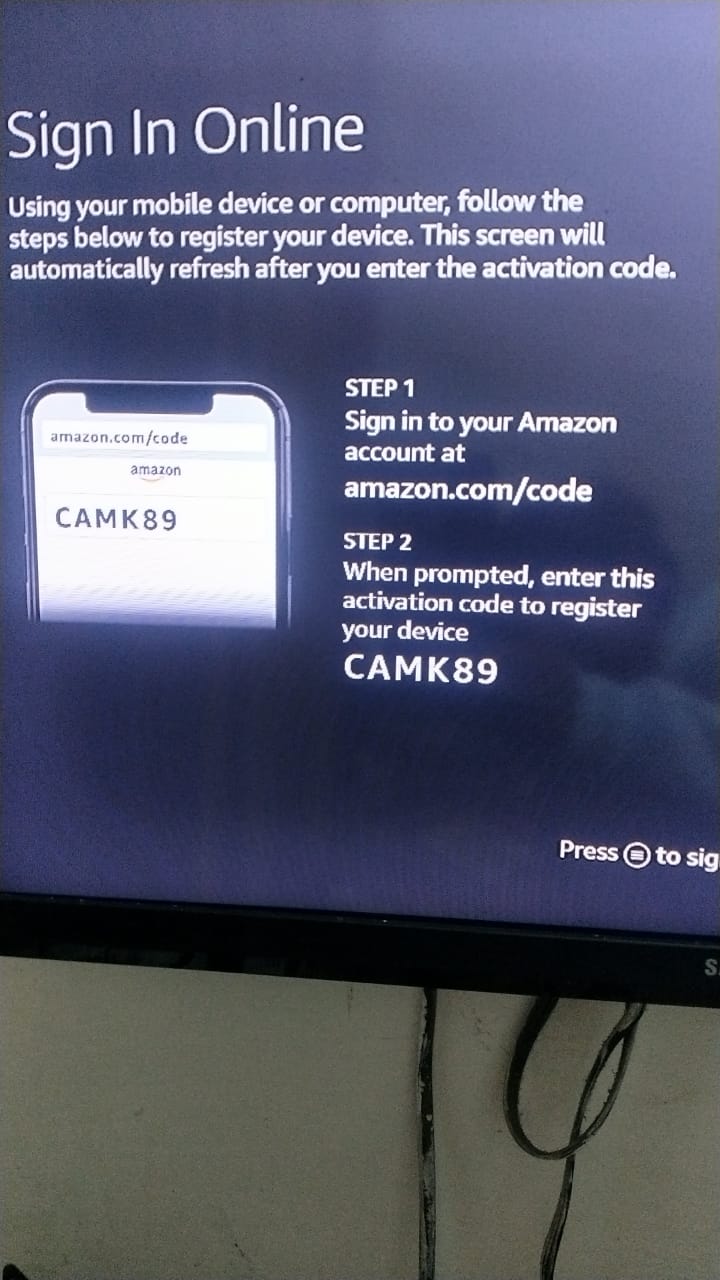 Sign In Online
Using your mobile device or computer, follow the
steps below to register your device. This screen will
automatically refresh after you enter the activation code.
amazon.com/code
amazon
CAMK89
STEP 1
Sign in to your Amazon
account at
amazon.com/code
STEP 2
When prompted, enter this
activation code to register
your device
CAMK89
Press to sig